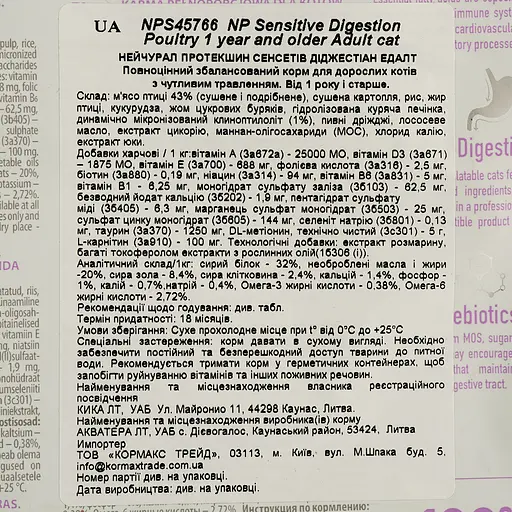 UA NPS45766 NP Sensitive Digestion
Poultry 1 year and older Adult cat
НЕЙЧУРАЛ ПРОТЕКШИН СЕНСЕТІВ ДІДЖЕСТІАН ЕДАЛТ
Повноцінний збалансований корм для дорослих котів
з чутливим травленням. Від 1 року і старше.
Склад: м'ясо птиці 43% (сушене і подрібнене), сушена картопля, рис, жир
птиці, кукурудза, жом цукрових буряків, гідролізована куряча печінка,
динамічно мікронізований клиноптилоліт (1%), пивні дріжджі, лососеве
масло, екстракт цикорію, маннан-олігосахариди (МОС), хлорид калію,
екстракт юки.
Добавки харчові / 1 кг:вітамін А (3а672а) - 25000 МО, вітамін D3 (3а671)
– 1875 МО, вітамін Е (3а700) - 688 мг, фолієва кислота (3а316) - 2,5 мг,
біотин (3а880) - 0,19 мг, ніацин (3а314) - 94 мг, вітамін В6 (3а831) - 5 мг,
вітамін В1 - 6,25 мг, моногідрат сульфату заліза (3б103) - 62,5 мг,
безводний йодат кальцію (3б202) - 1,9 мг, пентагідрат сульфату
міді (3б405) - 6,3 мг, марганець сульфат моногідрат (3б503) - 25 мг,
сульфат цинку моногідрат (3б605) - 144 мг, селеніт натрію (3б801) - 0,13
мг, таурин (3а370) - 1250 мг, DL-метіонин, технічно чистий (3с301) - 5 г,
L-карнітин (3а910) - 100 мг. Технологічні добавки: екстракт розмарину,
багаті токоферолом екстракти з рослинних олій(1б306 (i)).
Аналітичний склад/1кг: сирий білок - 32%, необроблені масла і жири
-20%, сира зола - 8,4%, сира клітковина - 2,4%, кальцій - 1,4%, фосфор -
1%, калій - 0,7%,натрій - 0,4%, Омега-3 жирні кислоти - 0,38%, Омега-6
жирні кислоти - 2,72%.
Рекомендації щодо годування: див. табл.
Термін придатності: 18 місяців.
Умови зберігання: Сухе прохолодне місце при t° від 0°С до +25°С
Спеціальні застереження: корм давати в сухому вигляді. Необхідно
забезпечити постійний та безперешкодний доступ тварини до питної
води. Рекомендується тримати корм у герметичних контейнерах, щоб
запобігти руйнуванню вітамінів та інших поживних речовин.
Найменування та місцезнаходження власника реєстраційного
посвідчення
КИКА ЛТ, УАБ Ул. Майронио 11, 44298 Каунас, Литва.
Найменування та місцезнаходження виробника(ів) корму
АКВАТЕРА ЛТ, УАБ с. Дієвогалос, Каунаський район, 53424, Литва
Импортер
ТОВ «КОРМАКС ТРЕЙД», 03113, м. Київ, вул. М.Шпака буд. 5,
info@kormaxtrade.com.ua
Номер партії див. на упаковці.
Дата виробництва: див. на упаковці.